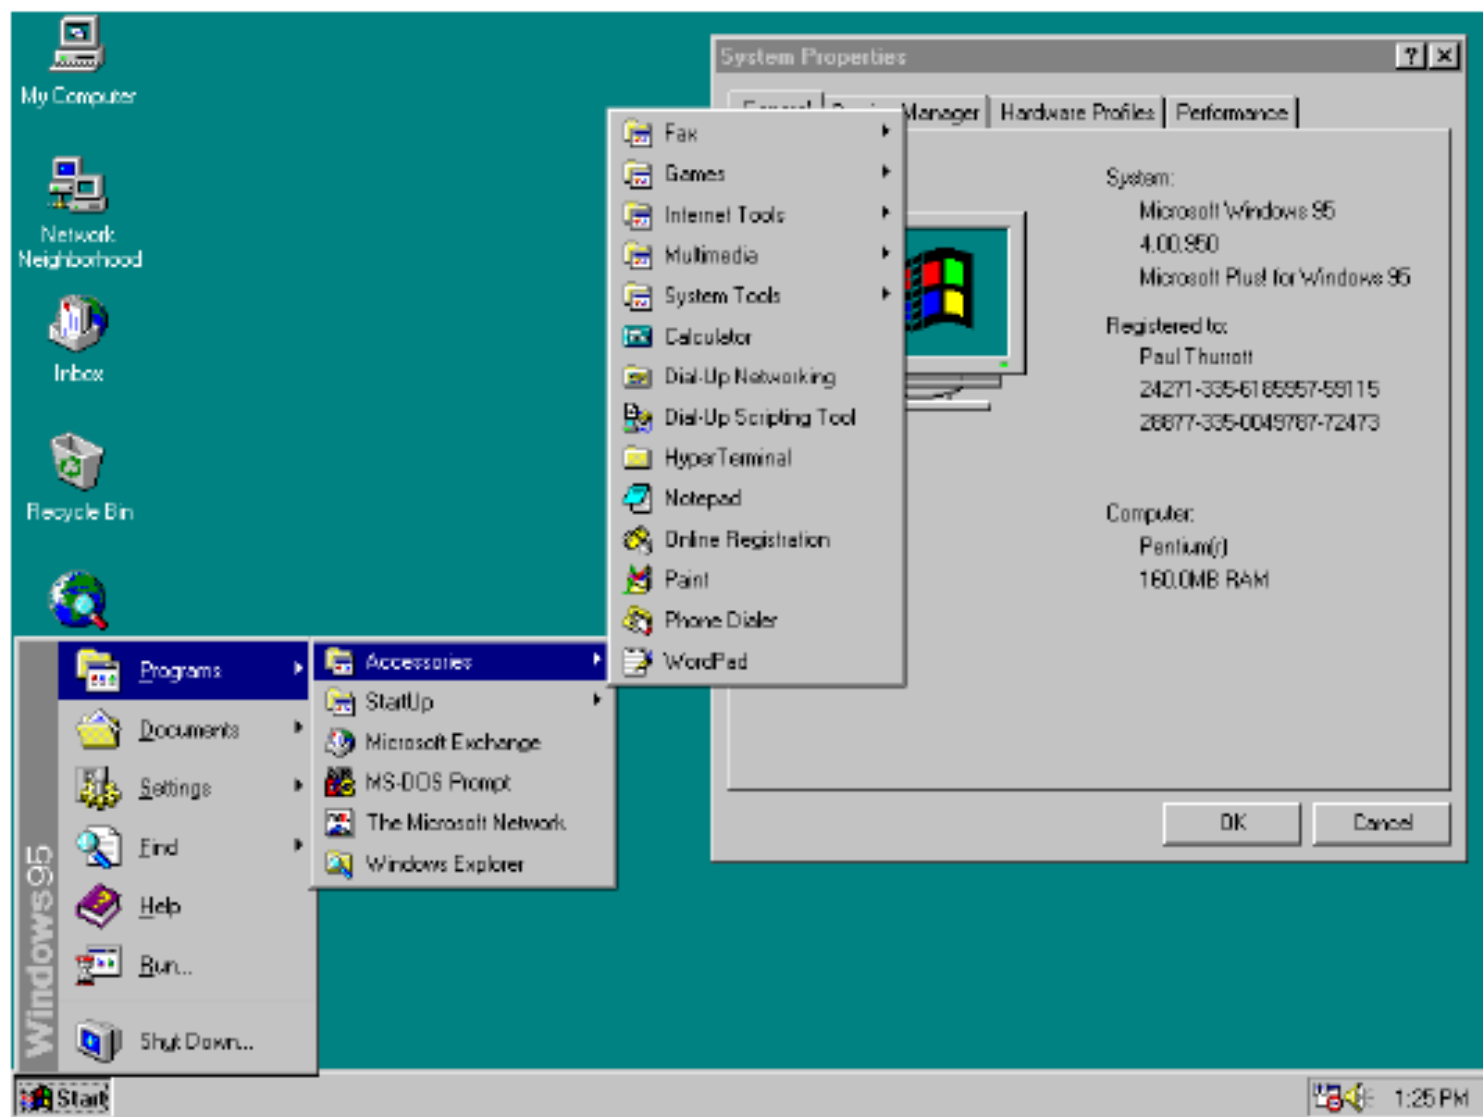 My Computer
Network
Neighborhood
Inbox
Recycle Bin
System Properties
General
Manager
Hardware Profiles
Performance
System:
Microsoft Windows 95
4.00.950
Microsoft Plus! for Windows 95
Registered to:
Paul Thurrott
24271-335-6185957-59115
28877-335-0049787-72473
Computer:
Pentium(r)
160.0MB RAM
OK
Cancel
Fax
Games
Internet Tools
Multimedia
System Tools
Calculator
Dial-Up Networking
Dial-Up Scripting Tool
HyperTerminal
Notepad
Online Registration
Paint
Phone Dialer
WordPad
Accessories
StartUp
Microsoft Exchange
MS-DOS Prompt
The Microsoft Network
Windows Explorer
Programs
Documents
Settings
Find
Help
Run...
Shut Down...
Windows95
Start
1:25 PM